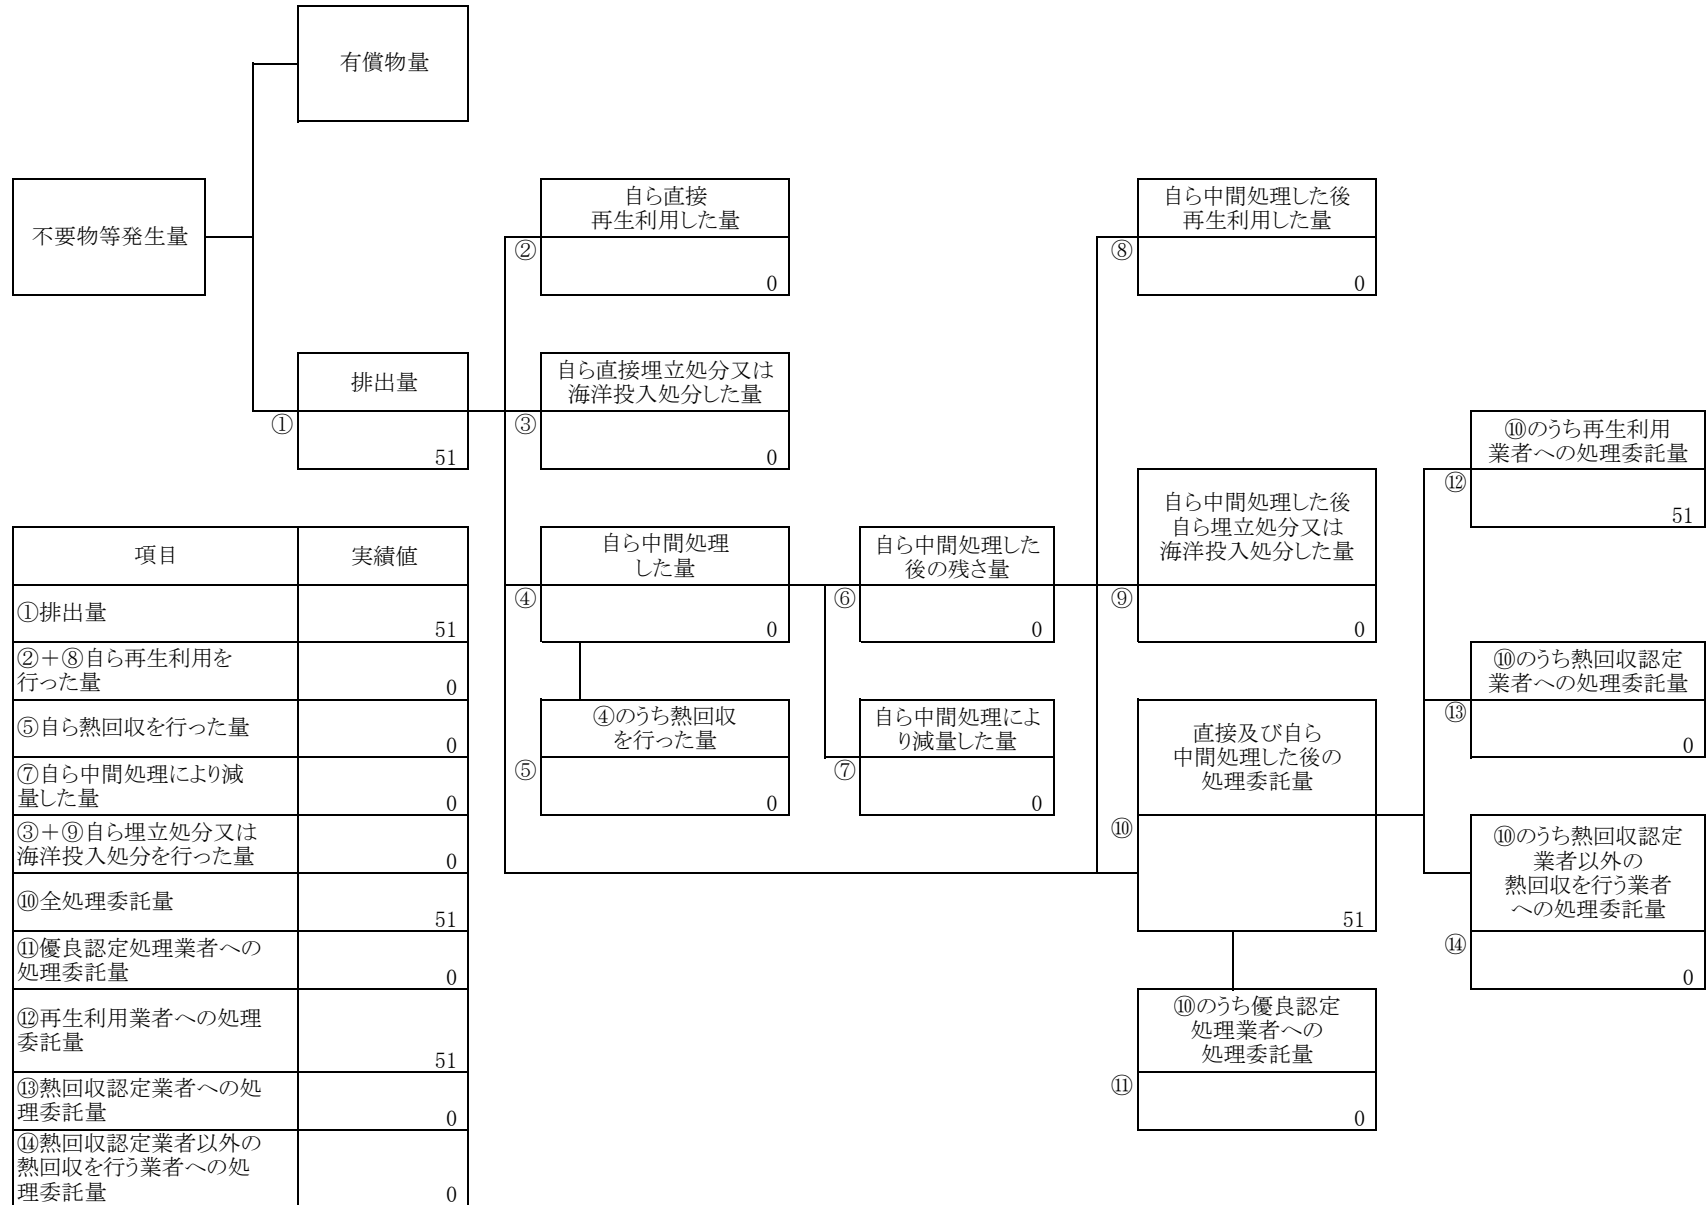 有償物量
不要物等発生量
自ら直接
再生利用した量
②
0
自ら中間処理した後
再生利用した量
⑧
0
排出量
①
51
自ら直接埋立処分又は
海洋投入処分した量
③
0
⑩のうち再生利用
業者への処理委託量
⑫
51
自ら中間処理
した量
④
0
自ら中間処理した
後の残さ量
⑥
0
自ら中間処理した後
自ら埋立処分又は
海洋投入処分した量
⑨
0
⑩のうち熱回収認定
業者への処理委託量
⑬
0
④のうち熱回収
を行った量
⑤
0
自ら中間処理によ
り減量した量
⑦
0
直接及び自ら
中間処理した後の
処理委託量
⑩
51
⑩のうち熱回収認定
業者以外の
熱回収を行う業者
への処理委託量
⑭
0
⑩のうち優良認定
処理業者への
処理委託量
⑪
0
項目 実績値
①排出量
51
②＋⑧自ら再生利用を
行った量
0
⑤自ら熱回収を行った量
0
⑦自ら中間処理により減
量した量
0
③＋⑨自ら埋立処分又は
海洋投入処分を行った量
0
⑩全処理委託量
51
⑪優良認定処理業者への
処理委託量
0
⑫再生利用業者への処理
委託量
51
⑬熱回収認定業者への処
理委託量
0
⑭熱回収認定業者以外の
熱回収を行う業者への処
理委託量
0